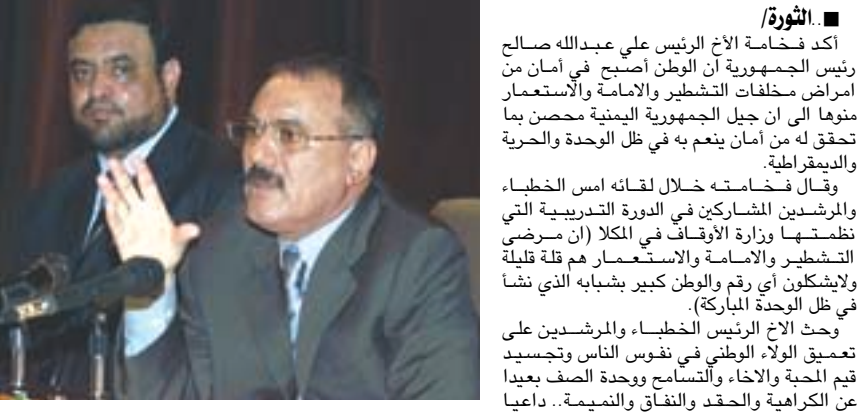 ■..الثورة/
أكد فخامة الأخ الرئيس علي عبدالله صالح
رئيس الجمهورية ان الوطن أصبح في أمان من
امراض مخلفات التشطير والامامة والاستعمار
منوها الى ان جيل الجمهورية اليمنية محصن بما
تحقق له من أمان ينعم به في ظل الوحدة والحرية
والديمقراطية.
وقال فخامته خلال لقائه امس الخطباء
والمرشدين المشاركين في الدورة التدريبية التي
نظمتها وزارة الأوقاف في المكلا (ان مرضى
التشطير والامامة والاستعمار هم قلة قليلة
ولايشكلون أي رقم والوطن كبير بشبابه الذي نشأ
في ظل الوحدة المباركة).
وحث الاخ الرئيس الخطباء والمرشدين على
تعميق الولاء الوطني في نفوس الناس وتجسيد
قيم المحبة والاخاء والتسامح ووحدة الصف بعيدا
عن الكراهية والحقد والنفاق والنميمة.. داعيا